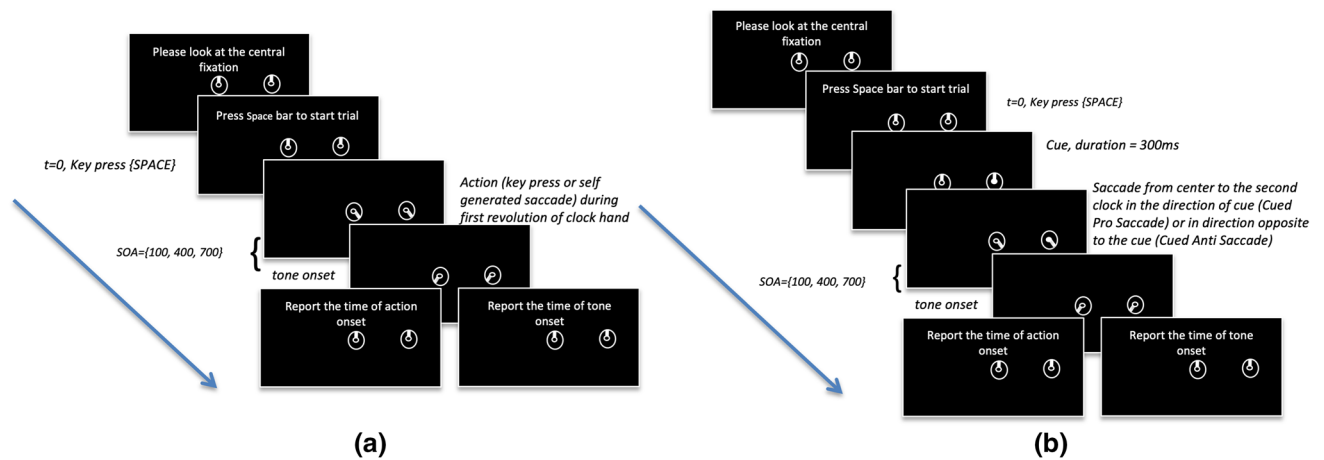 Please look at the central
fixation
Press Space bar to start trial
t=0, Key press {SPACE}
Action (key press or self
generated saccade) during
first revolution of clock hand
SOA={100, 400, 700}
{
tone onset
Report the time of action
onset
Report the time of tone
onset
(a)
Please look at the central
fixation
Press Space bar to start trial
t=0, Key press {SPACE}
Cue, duration = 300ms
Saccade from center to the second
clock in the direction of cue (Cued
Pro Saccade) or in direction opposite
to the cue (Cued Anti Saccade)
SOA={100, 400, 700}
{
tone onset
Report the time of action
onset
Report the time of tone
onset
(b)